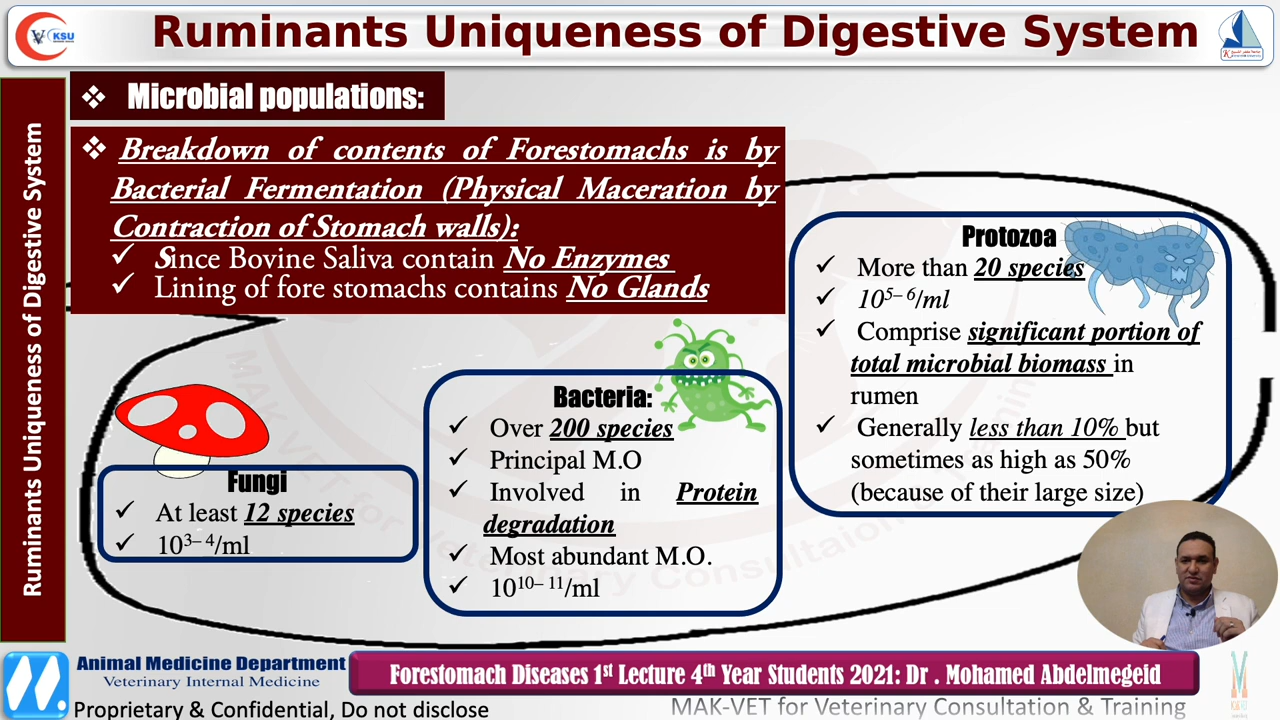 Ruminants Uniqueness of Digestive System
KSU
Ruminants Uniqueness of Digestive System
❖ Microbial populations:
❖ Breakdown of contents of Forestomachs is by
Bacterial Fermentation (Physical Maceration by
Contraction of Stomach walls):
✓ Since Bovine Saliva contain No Enzymes
✓ Lining of fore stomachs contains No Glands
Protozoa
✓ More than 20 species
✓ 10⁵⁻⁶/ml
✓ Comprise significant portion of
total microbial biomass in
rumen
✓ Generally less than 10% but
sometimes as high as 50%
(because of their large size)
Bacteria:
✓ Over 200 species
✓ Principal M.O
✓ Involved in Protein
degradation
✓ Most abundant M.O.
✓ 10¹⁰⁻¹¹/ml
Fungi
✓ At least 12 species
✓ 10³⁻⁴/ml
Animal Medicine Department
Veterinary Internal Medicine
Forestomach Diseases 1st Lecture 4th Year Students 2021: Dr . Mohamed Abdelmegeid
Proprietary & Confidential, Do not disclose
MAK-VET for Veterinary Consultation & Training